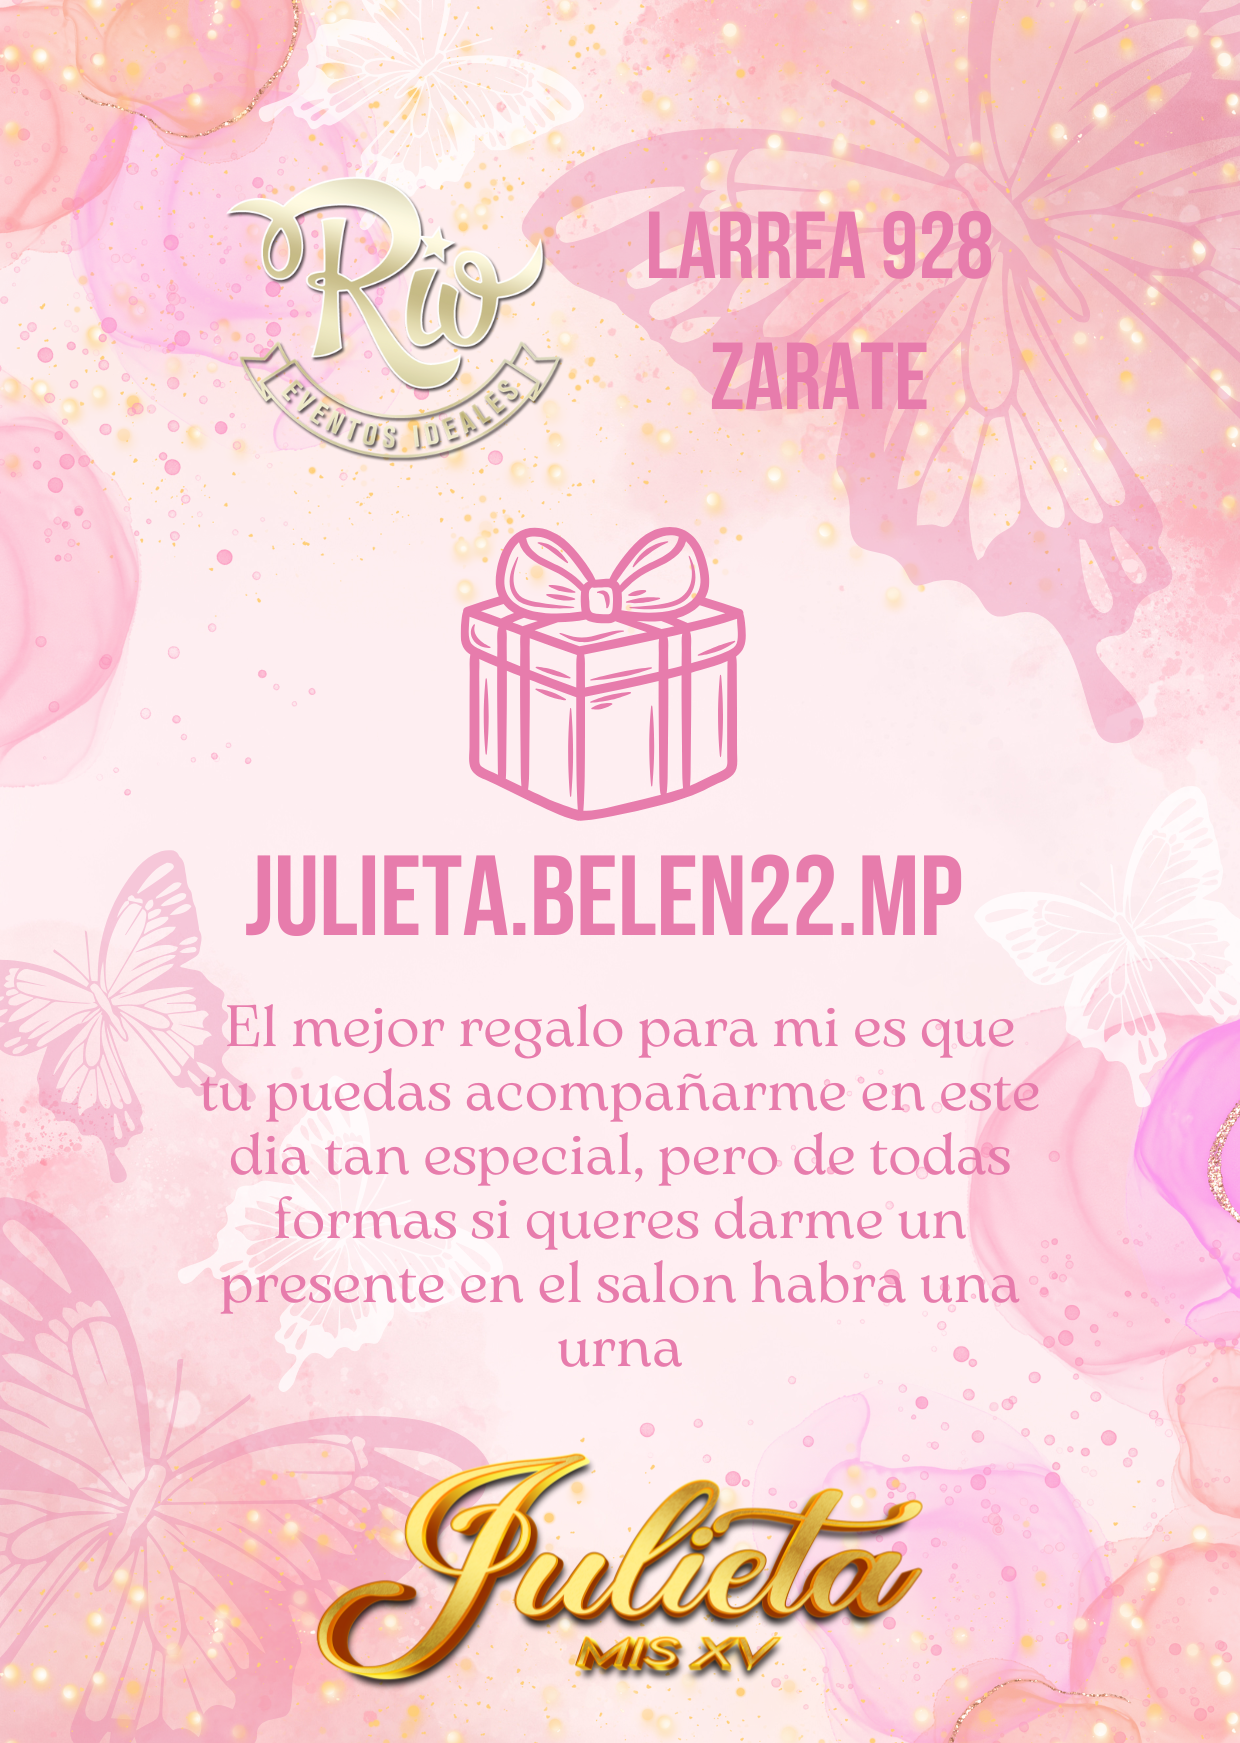 Rio
EVENTOS IDEALES
LARREA 928
ZARATE
JULIETA.BELEN22.MP
El mejor regalo para mi es que
tu puedas acompañarme en este
dia tan especial, pero de todas
formas si queres darme un
presente en el salon habra una
urna
Julieta
MIS XV